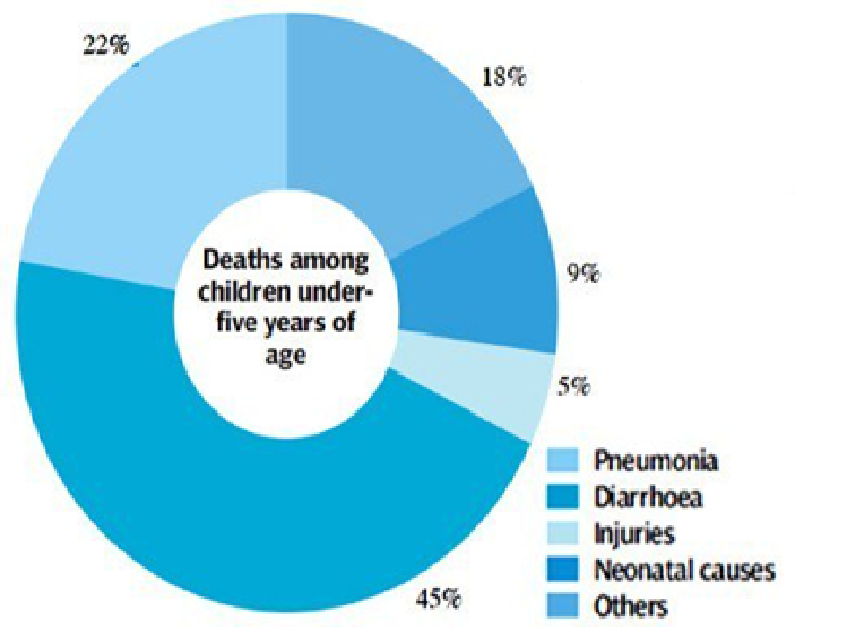 22%
18%
Deaths among
children under-
five years of
age
9%
5%
Pneumonia
Diarrhoea
Injuries
Neonatal causes
Others
45%